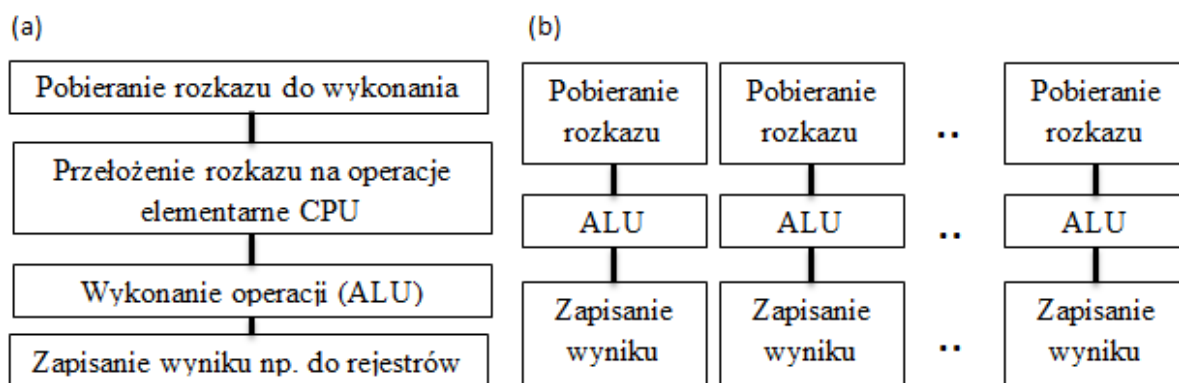 (a)
Pobieranie rozkazu do wykonania
Przełożenie rozkazu na operacje
elementarne CPU
Wykonanie operacji (ALU)
Zapisanie wyniku np. do rejestrów
(b)
Pobieranie Pobieranie Pobieranie
rozkazu rozkazu .. rozkazu
ALU ALU .. ALU
Zapisanie Zapisanie Zapisanie
wyniku wyniku .. wyniku